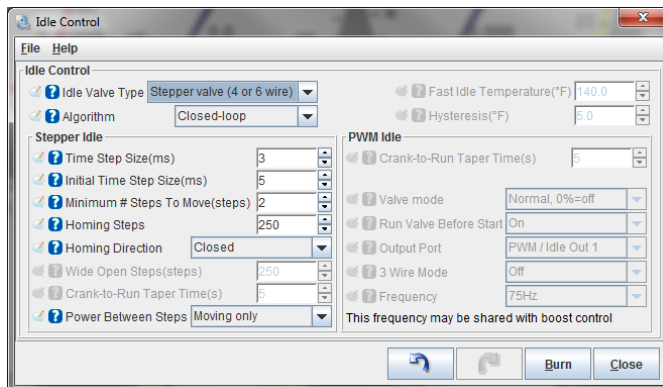 Idle Control
File Help
Idle Control
Idle Valve Type Stepper valve (4 or 6 wire)
Algorithm Closed-loop
Fast Idle Temperature(°F) 140.0
Hysteresis(°F) 5.0
Stepper Idle
Time Step Size(ms) 3
Initial Time Step Size(ms) 5
Minimum # Steps To Move(steps) 2
Homing Steps 250
Homing Direction Closed
Wide Open Steps(steps) 250
Crank-to-Run Taper Time(s) 5
Power Between Steps Moving only
PWM Idle
Crank-to-Run Taper Time(s) 5
Valve mode Normal, 0%=off
Run Valve Before Start On
Output Port PWM / Idle Out 1
3 Wire Mode Off
Frequency 75Hz
This frequency may be shared with boost control
Burn Close